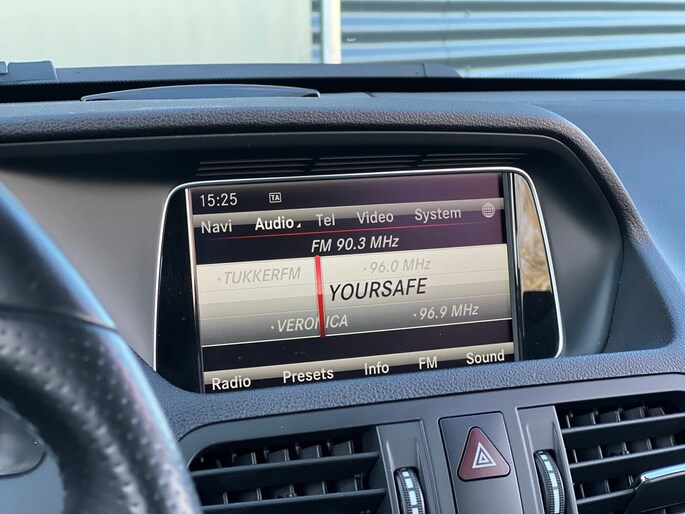 15:25 TA
Navi Audio Tel Video System
FM 90.3 MHz
·TUKKERFM ·96.0 MHz
YOURSAFE
·VERONICA ·96.9 MHz
Radio Presets Info FM Sound